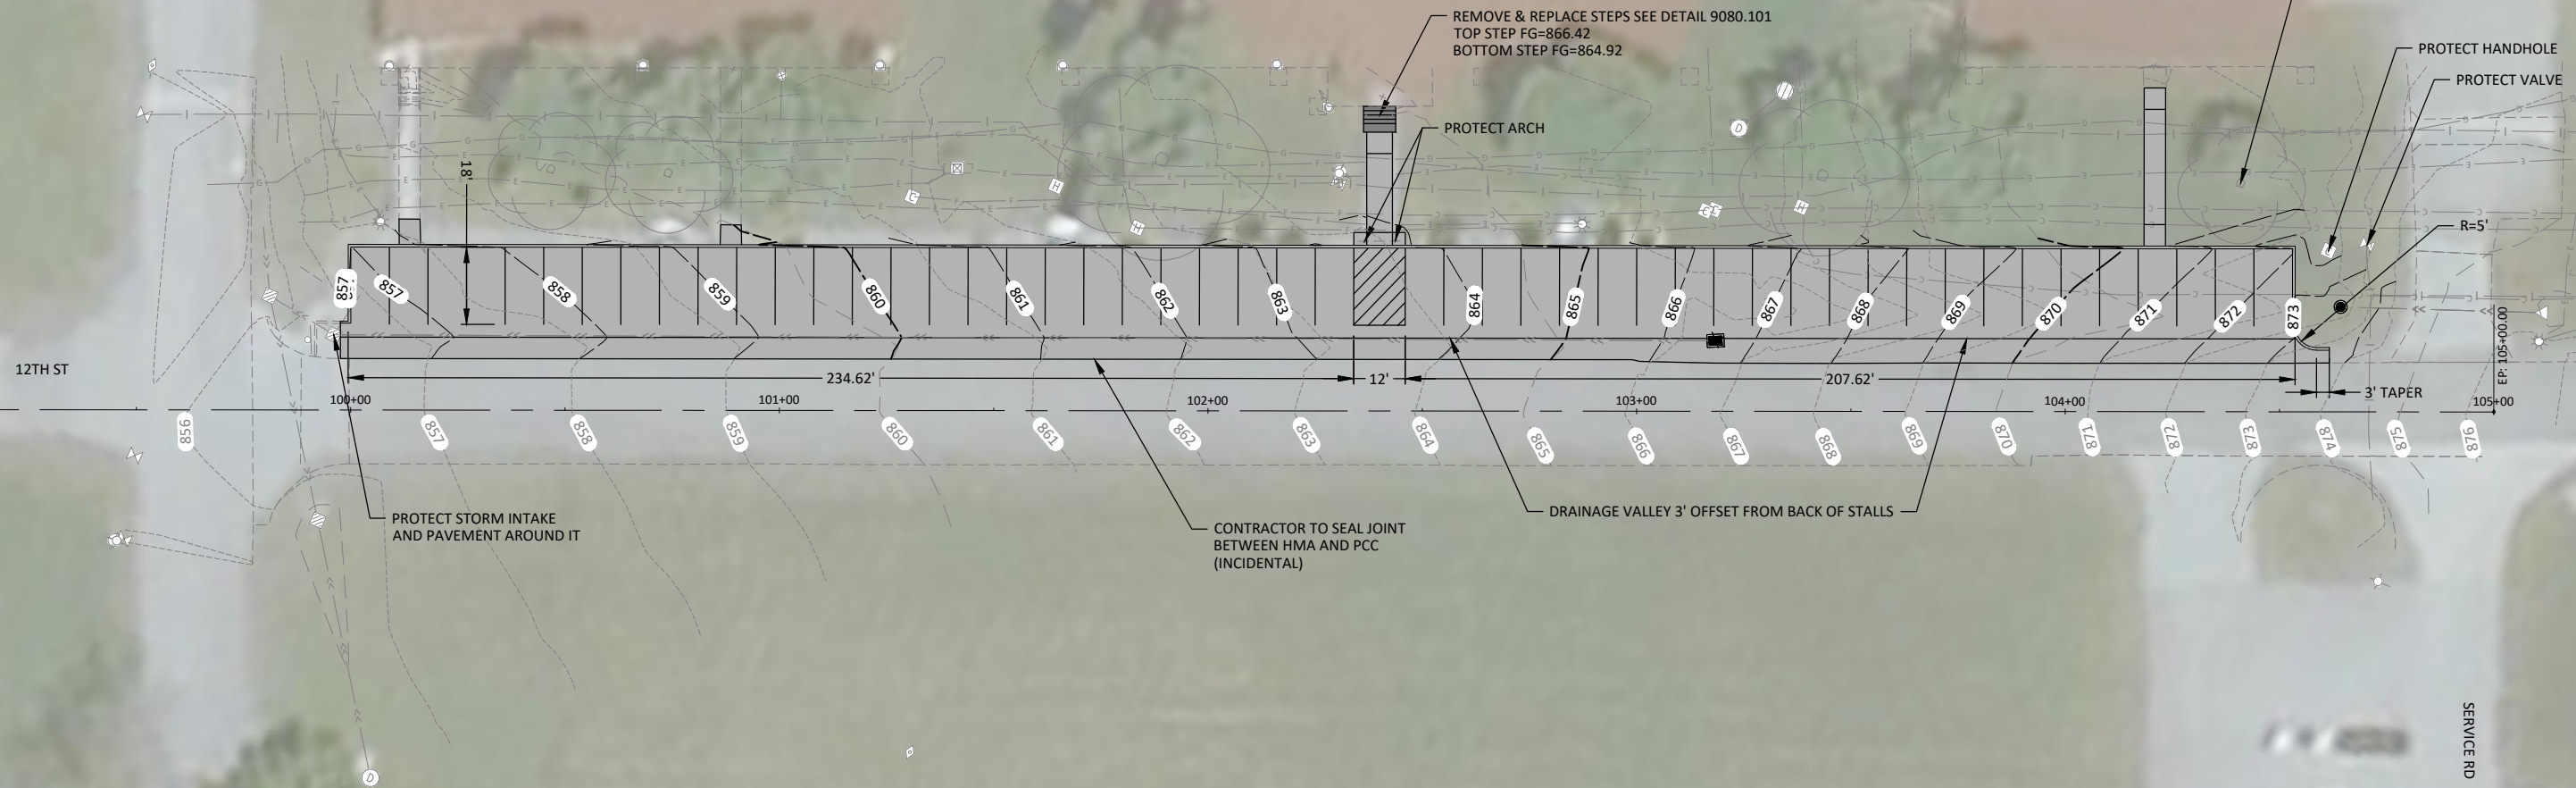 REMOVE & REPLACE STEPS SEE DETAIL 9080.101
TOP STEP FG=866.42
BOTTOM STEP FG=864.92
PROTECT HANDHOLE
PROTECT VALVE
PROTECT ARCH
18'
R=5'
857
857
858
859
860
861
862
863
864
865
866
867
868
869
870
871
872
873
EP: 105+00.00
12TH ST
234.62'
12'
207.62'
3' TAPER
100+00
101+00
102+00
103+00
104+00
105+00
856
857
858
859
860
861
862
863
864
865
866
867
868
869
870
871
872
873
874
875
876
PROTECT STORM INTAKE
AND PAVEMENT AROUND IT
CONTRACTOR TO SEAL JOINT
BETWEEN HMA AND PCC
(INCIDENTAL)
DRAINAGE VALLEY 3' OFFSET FROM BACK OF STALLS
SERVICE RD
D
D
H
H
H
C